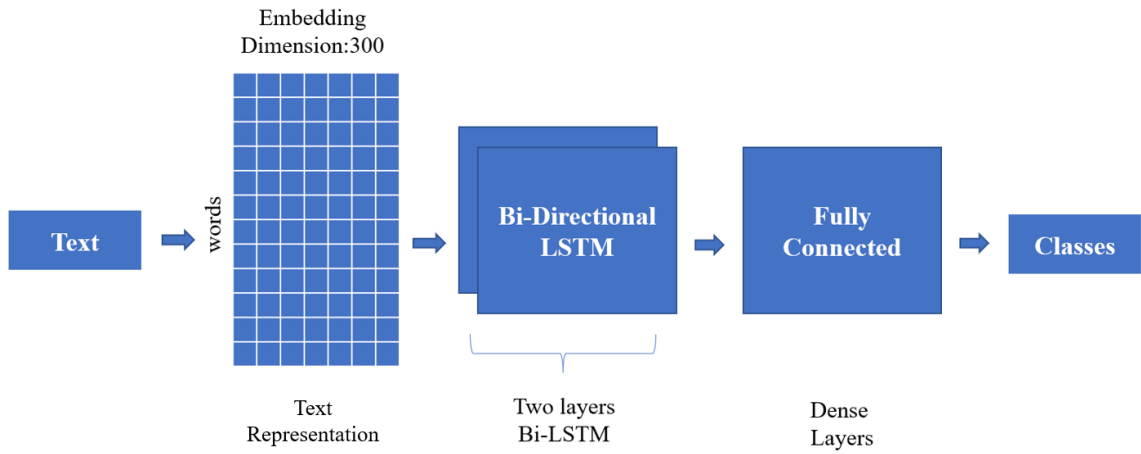 Embedding
Dimension:300
words
Text
Bi-Directional
LSTM
Fully
Connected
Classes
Text
Representation
Two layers
Bi-LSTM
Dense
Layers